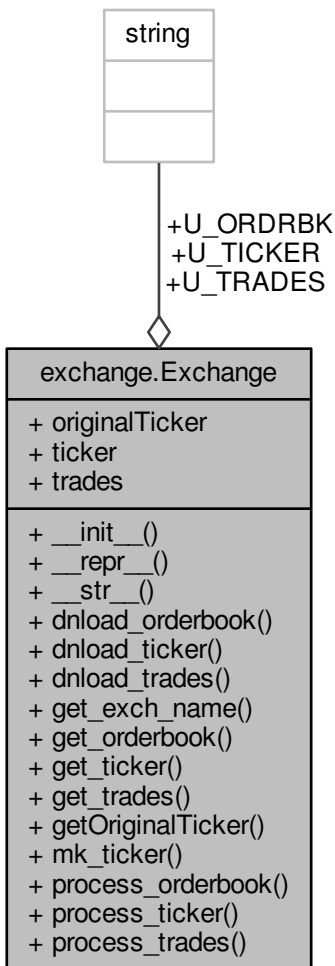 string
+U_ORDRBK
+U_TICKER
+U_TRADES
exchange.Exchange
+ originalTicker
+ ticker
+ trades
+ __init__()
+ __repr__()
+ __str__()
+ dnload_orderbook()
+ dnload_ticker()
+ dnload_trades()
+ get_exch_name()
+ get_orderbook()
+ get_ticker()
+ get_trades()
+ getOriginalTicker()
+ mk_ticker()
+ process_orderbook()
+ process_ticker()
+ process_trades()